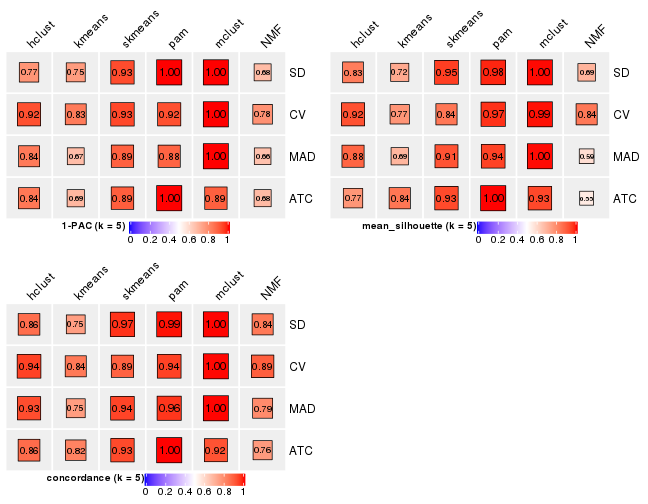 hclust kmeans skmeans pam mclust NMF
0.77 0.75 0.93 1.00 1.00 0.68 SD
0.92 0.83 0.93 0.92 1.00 0.78 CV
0.84 0.67 0.89 0.88 1.00 0.66 MAD
0.84 0.69 0.89 1.00 0.89 0.68 ATC
1-PAC (k = 5)
0 0.2 0.4 0.6 0.8 1
hclust kmeans skmeans pam mclust NMF
0.83 0.72 0.95 0.98 1.00 0.69 SD
0.92 0.77 0.84 0.97 0.99 0.84 CV
0.88 0.69 0.91 0.94 1.00 0.59 MAD
0.77 0.84 0.93 1.00 0.93 0.55 ATC
mean_silhouette (k = 5)
0 0.2 0.4 0.6 0.8 1
hclust kmeans skmeans pam mclust NMF
0.86 0.75 0.97 0.99 1.00 0.84 SD
0.94 0.84 0.89 0.94 1.00 0.89 CV
0.93 0.75 0.94 0.96 1.00 0.79 MAD
0.86 0.82 0.93 1.00 0.92 0.76 ATC
concordance (k = 5)
0 0.2 0.4 0.6 0.8 1